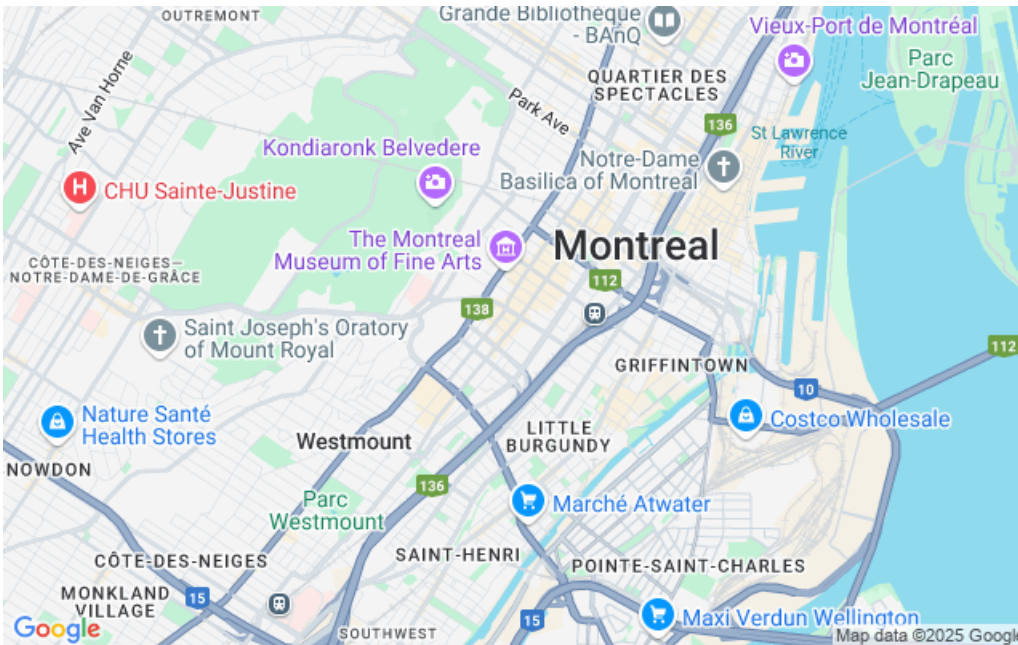 OUTREMONT
Grande Bibliothèque
- BAnQ
Vieux-Port de Montréal
Parc
Jean-Drapeau
QUARTIER DES
SPECTACLES
Ave Van Horne
Park Ave
136
St Lawrence
River
Kondiaronk Belvedere
Notre-Dame
Basilica of Montreal
H
CHU Sainte-Justine
The Montreal
Museum of Fine Arts
M
Montreal
CÔTE-DES-NEIGES—
NOTRE-DAME-DE-GRÂCE
112
138
Saint Joseph's Oratory
of Mount Royal
112
GRIFFINTOWN
10
Nature Santé
Health Stores
Costco Wholesale
Westmount
LITTLE
BURGUNDY
NOWDON
136
Parc
Westmount
Marché Atwater
SAINT-HENRI
CÔTE-DES-NEIGES
POINTE-SAINT-CHARLES
MONKLAND
VILLAGE
15
15
Maxi Verdun Wellington
Google
SOUTHWEST
Map data ©2025 Google